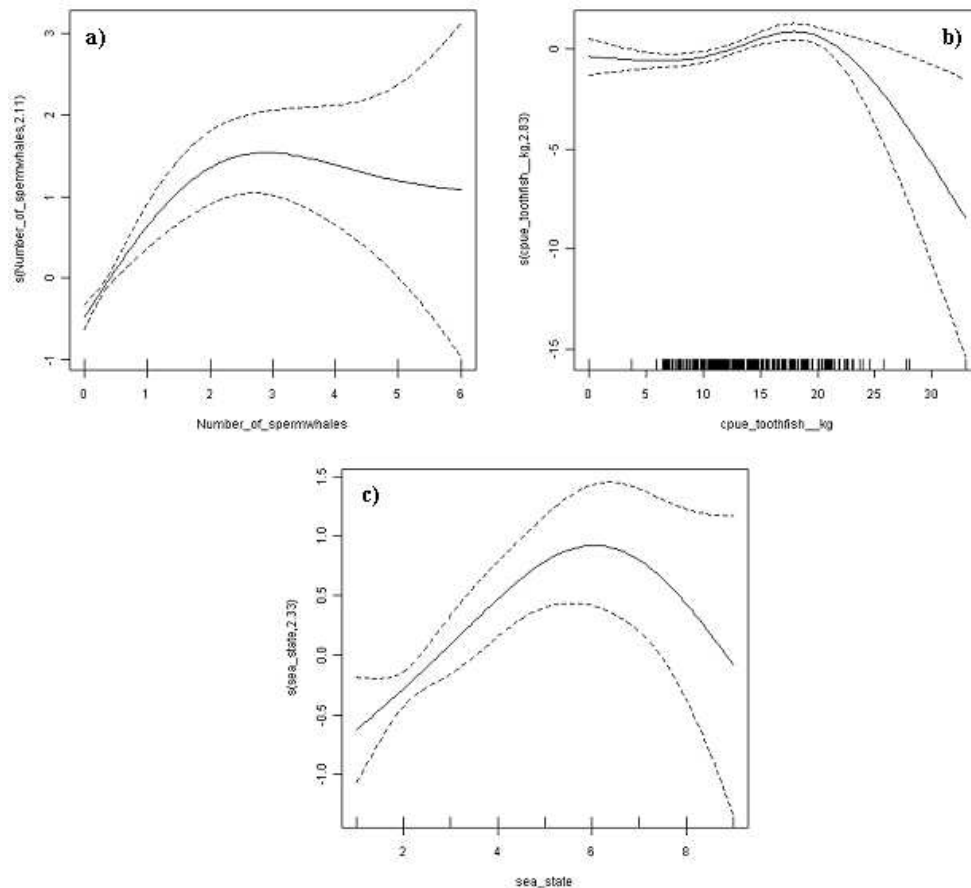 a)
s(Number_of_spermwhales,2.11)
3
2
1
0
-1
0 1 2 3 4 5 6
Number_of_spermwhales
b)
s(cpue_toothfish__kg,2.83)
0
-5
-10
-15
0 5 10 15 20 25 30
cpue_toothfish__kg
c)
s(sea_state,2.33)
1.5
1.0
0.5
0.0
-0.5
-1.0
2 4 6 8
sea_state